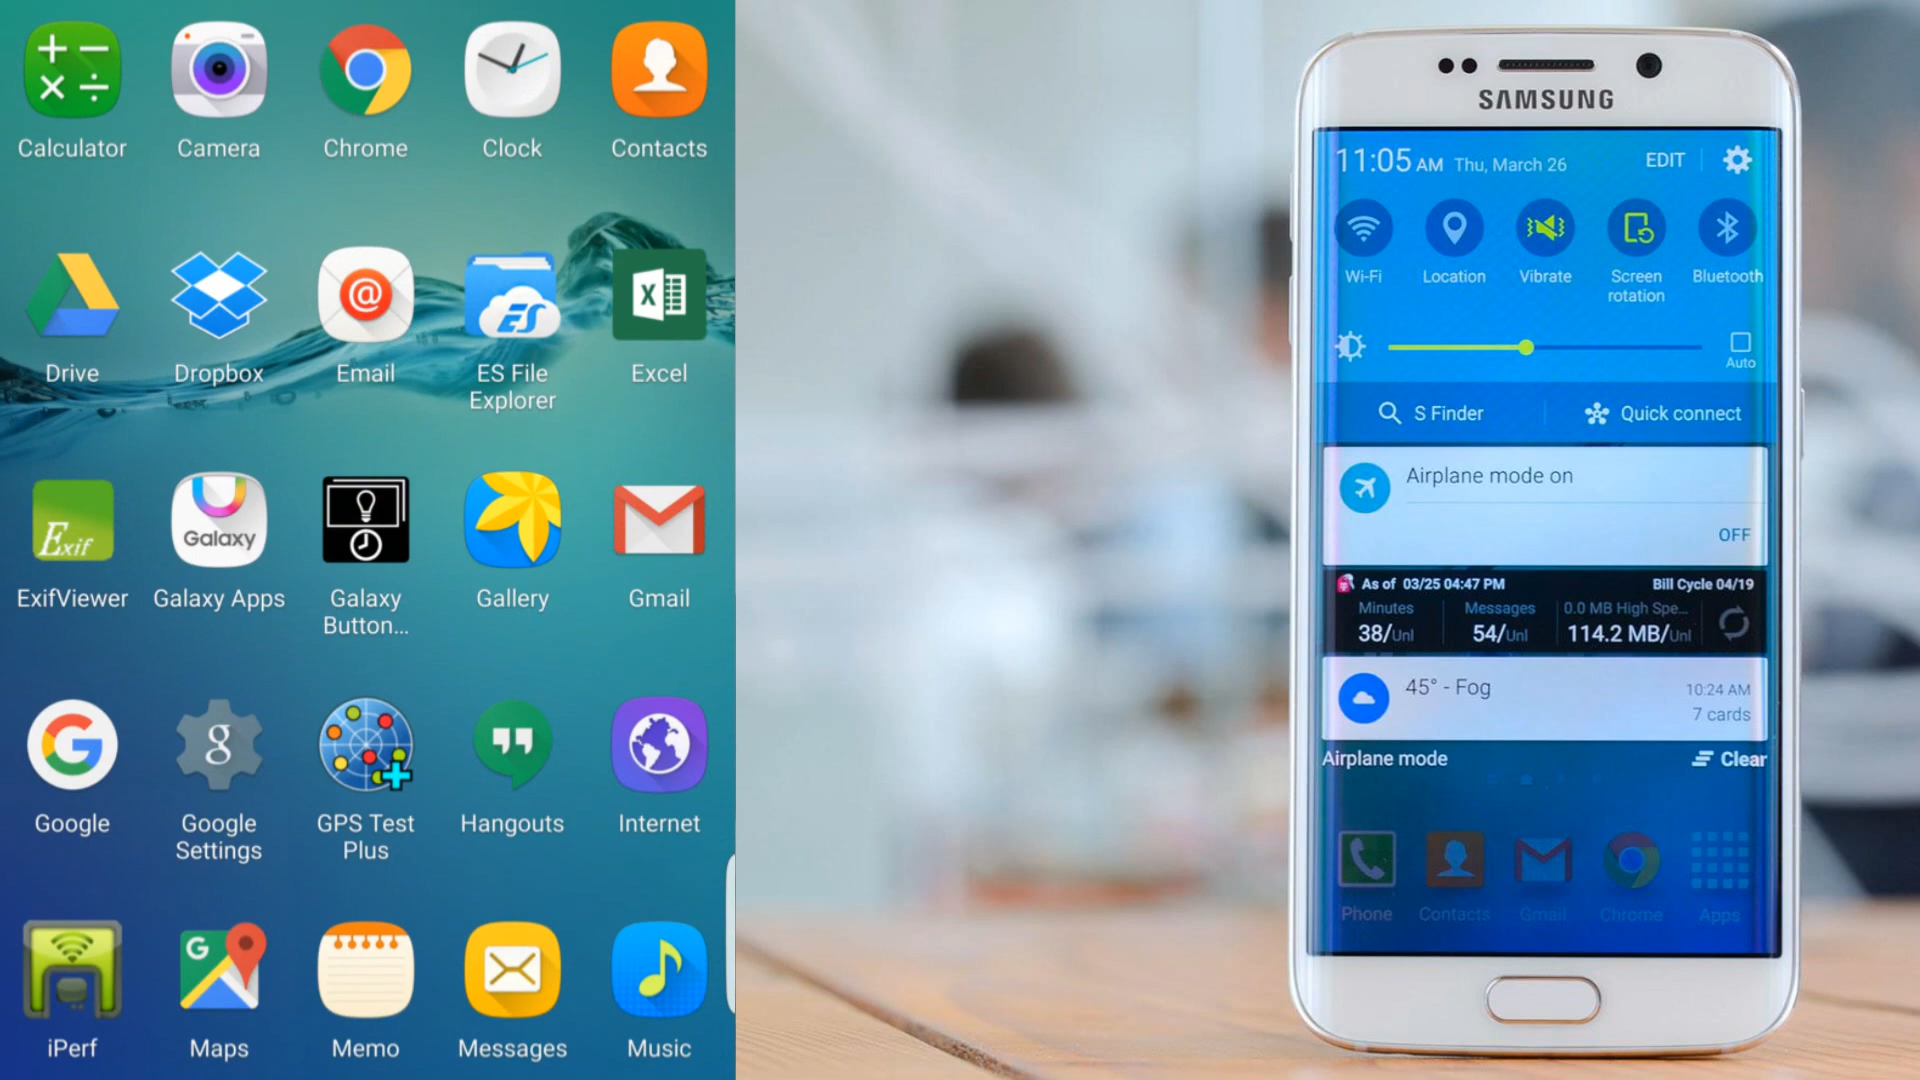 Calculator
Camera
Chrome
Clock
Contacts
Drive
Dropbox
Email
ES
ES File
Explorer
X
Excel
Exif
ExifViewer
Galaxy
Galaxy Apps
Galaxy
Button...
Gallery
Gmail
G
Google
g
Google
Settings
GPS Test
Plus
Hangouts
Internet
iPerf
G
Maps
Memo
Messages
Music
SAMSUNG
11:05 AM Thu, March 26 EDIT
Wi-Fi
Location
Vibrate
Screen
rotation
Bluetooth
Auto
S Finder
Quick connect
Airplane mode on
OFF
As of 03/25 04:47 PM Bill Cycle 04/19
Minutes Messages 0.0 MB High Spe...
38/Unl 54/Unl 114.2 MB/Unl
45° - Fog 10:24 AM
7 cards
Airplane mode Clear
Phone Contacts Gmail Chrome Apps